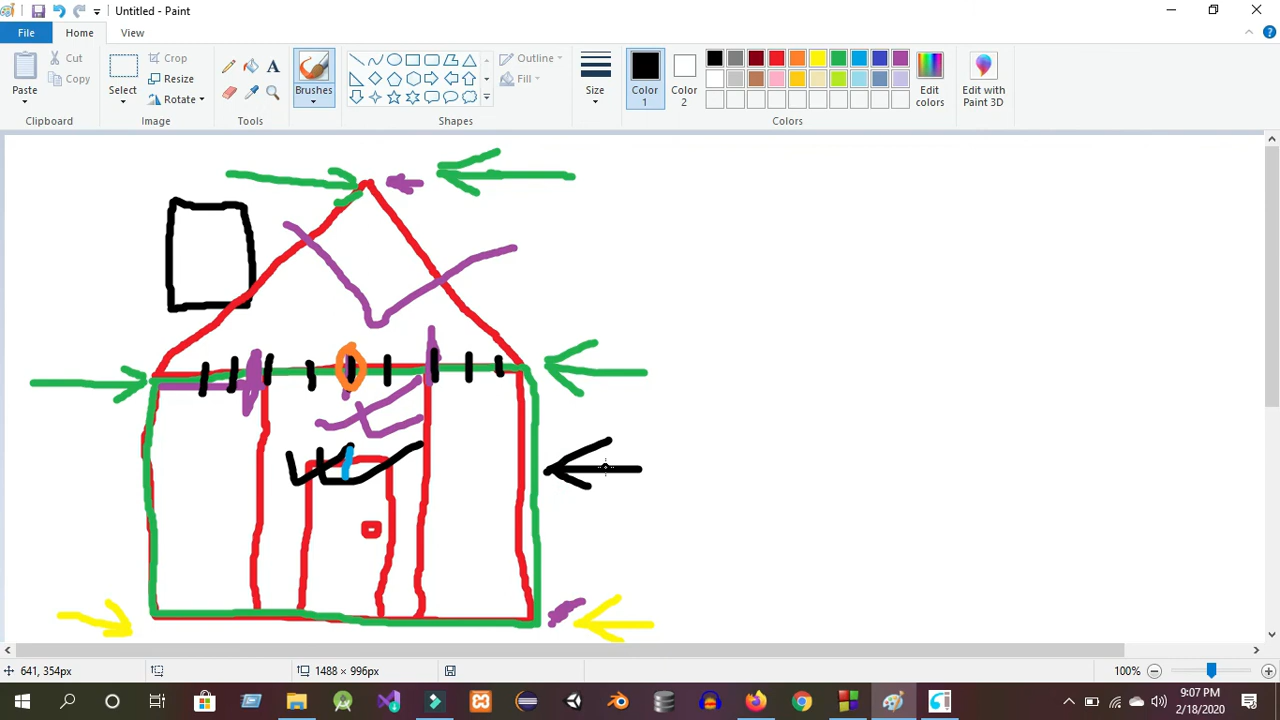 Untitled - Paint
File Home View
Paste
Cut
Copy
Clipboard
Select
Crop
Resize
Rotate
Image
A
Tools
Brushes
Shapes
Outline
Fill
Size
Color 1
Color 2
Edit colors
Colors
Edit with Paint 3D
641, 354px
1488 × 996px
100%
9:07 PM
2/18/2020